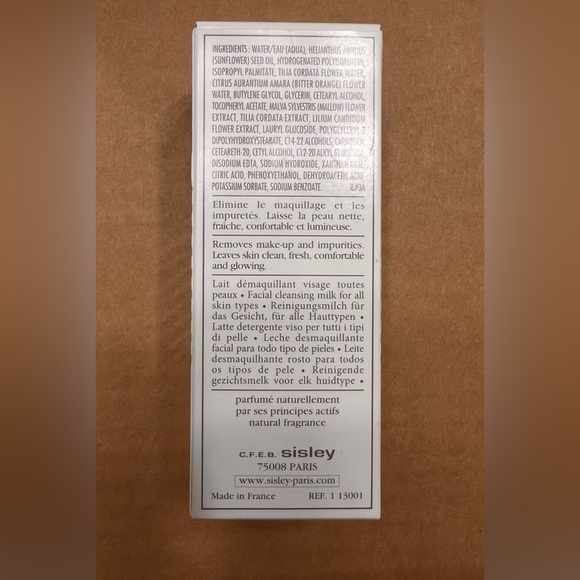 INGREDIENTS : WATER/EAU (AQUA), HELIANTHUS ANNUUS
(SUNFLOWER) SEED OIL, HYDROGENATED POLYISOBUTENE,
ISOPROPYL PALMITATE, TILIA CORDATA FLOWER WATER,
CITRUS AURANTIUM AMARA (BITTER ORANGE) FLOWER
WATER, BUTYLENE GLYCOL, GLYCERIN, CETEARYL ALCOHOL,
TOCOPHERYL ACETATE, MALVA SYLVESTRIS (MALLOW) FLOWER
EXTRACT, TILIA CORDATA EXTRACT, LILIUM CANDIDUM
FLOWER EXTRACT, LAURYL GLUCOSIDE, POLYGLYCERYL-2
DIPOLYHYDROXYSTEARATE, C14-22 ALCOHOLS, CARBOMER,
CETEARETH-20, CETYL ALCOHOL, C12-20 ALKYL GLUCOSIDE,
DISODIUM EDTA, SODIUM HYDROXIDE, XANTHAN GUM,
CITRIC ACID, PHENOXYETHANOL, DEHYDROACETIC ACID,
POTASSIUM SORBATE, SODIUM BENZOATE.
Elimine le maquillage et les
impuretés. Laisse la peau nette,
fraîche, confortable et lumineuse.
Removes make-up and impurities.
Leaves skin clean, fresh, comfortable
and glowing.
Lait démaquillant visage toutes
peaux • Facial cleansing milk for all
skin types • Reinigungsmilch für
das Gesicht, für alle Hauttypen •
Latte detergente viso per tutti i tipi
di pelle • Leche desmaquillante
facial para todo tipo de pieles • Leite
desmaquilhante rosto para todos
os tipos de pele • Reinigende
gezichtsmelk voor elk huidtype •
parfumé naturellement
par ses principes actifs
natural fragrance
C.F.E.B. sisley
75008 PARIS
www.sisley-paris.com
Made in France REF. 1 13001